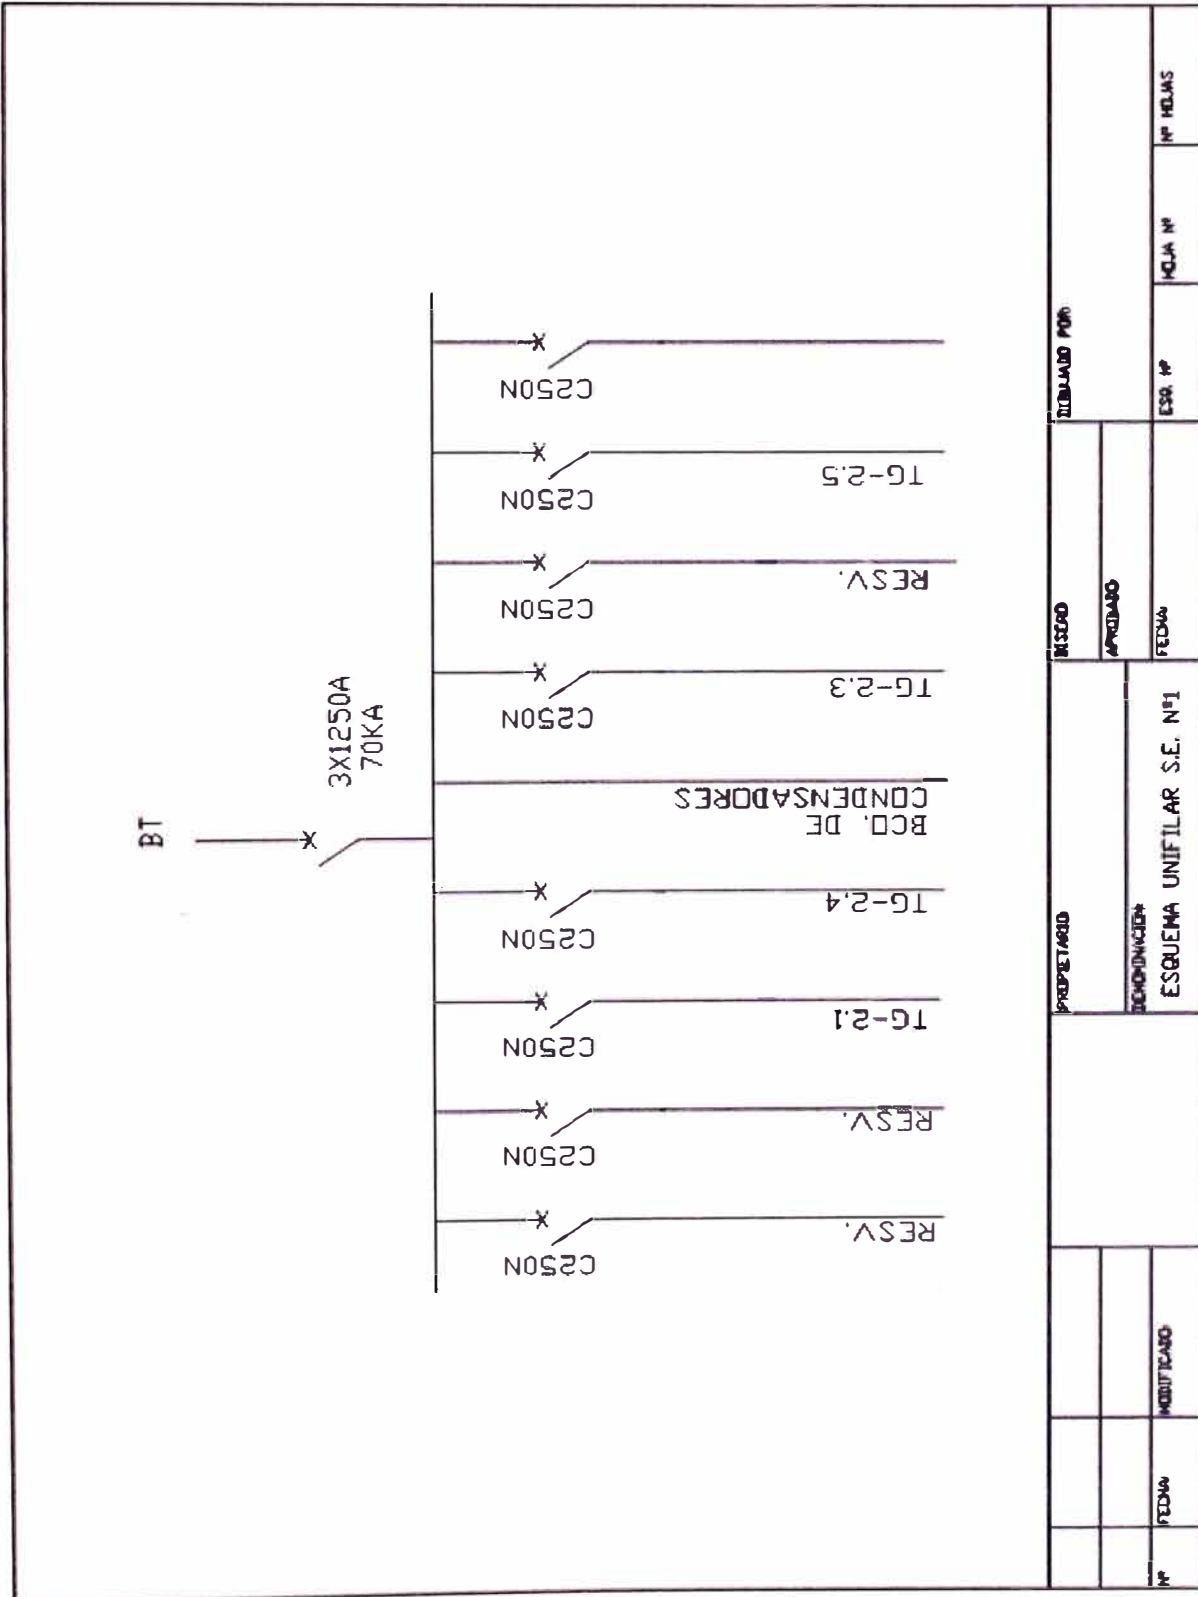 BT
3X1250A
70KA
C250N
RESV.
C250N
RESV.
C250N
TG-2.1
C250N
TG-2.4
BCO. DE
CONDENSADORES
C250N
TG-2.3
C250N
RESV.
C250N
TG-2.5
C250N
Nº
FECHA:
MODIFICADO:
PROPIETARIO:
DENOMINACION:
ESQUEMA UNIFILAR S.E. Nº1
DISEÑO
APROBADO:
FECHA:
DIBUJADO POR:
ESQ. Nº
HOJA Nº
Nº HOJAS